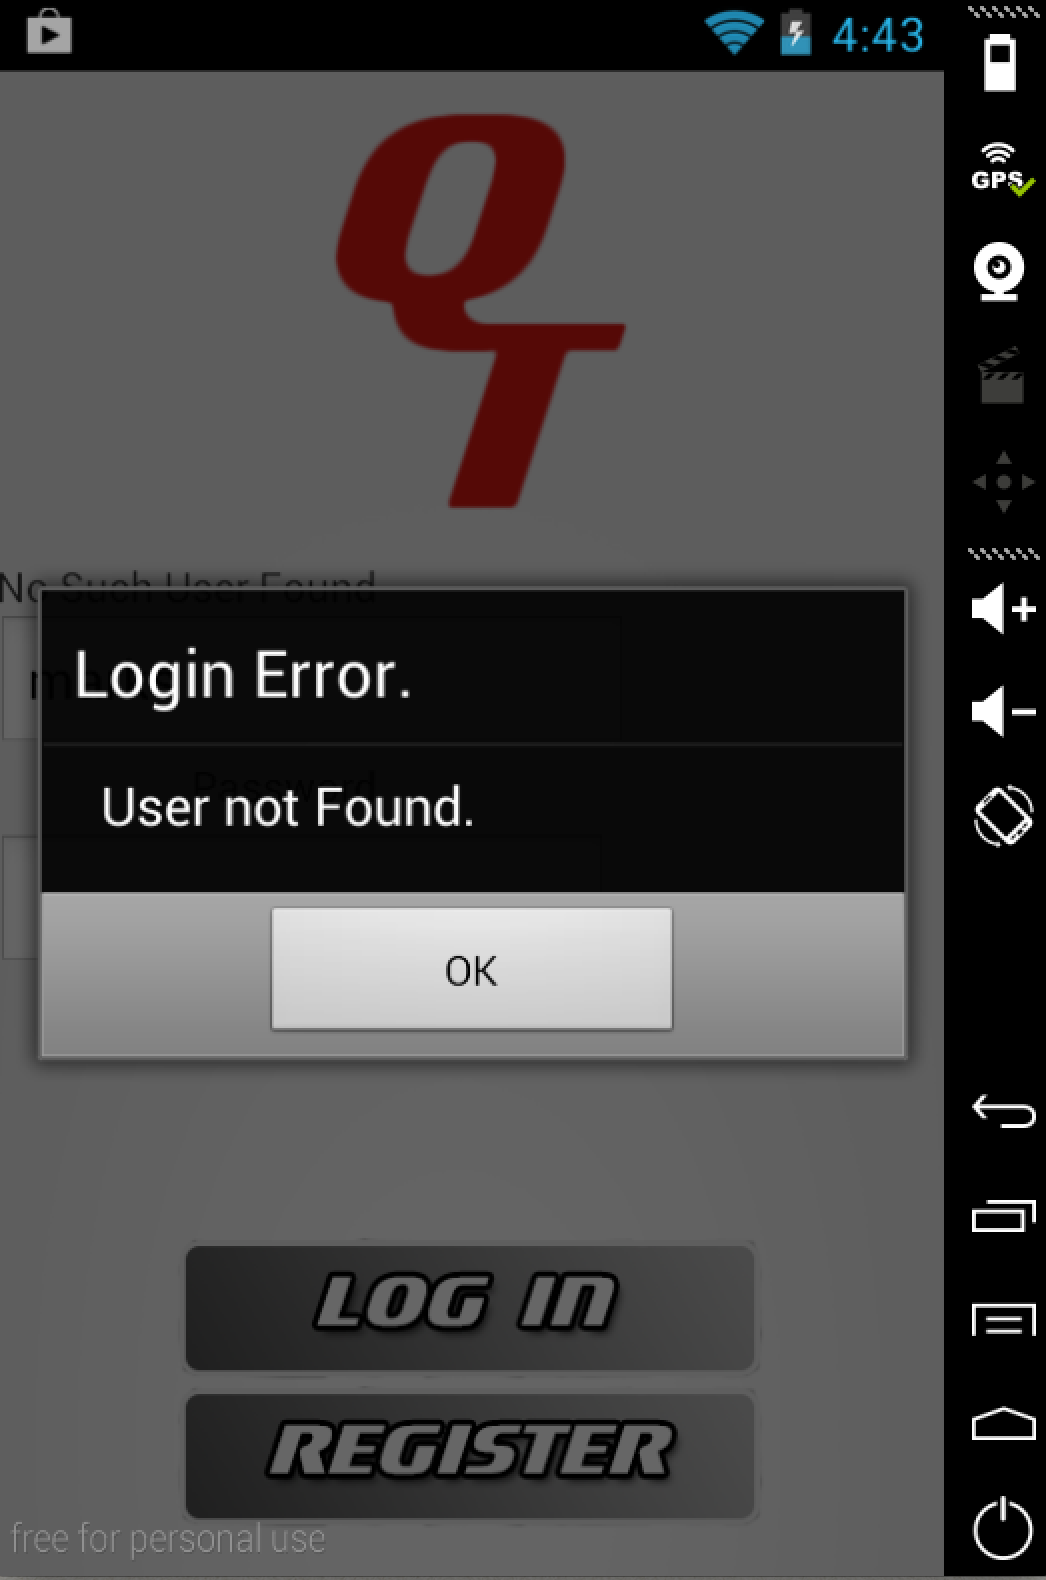 4:43
GPS
QT
No Such User Found
Login Error.
Password
User not Found.
OK
LOG IN
REGISTER
free for personal use